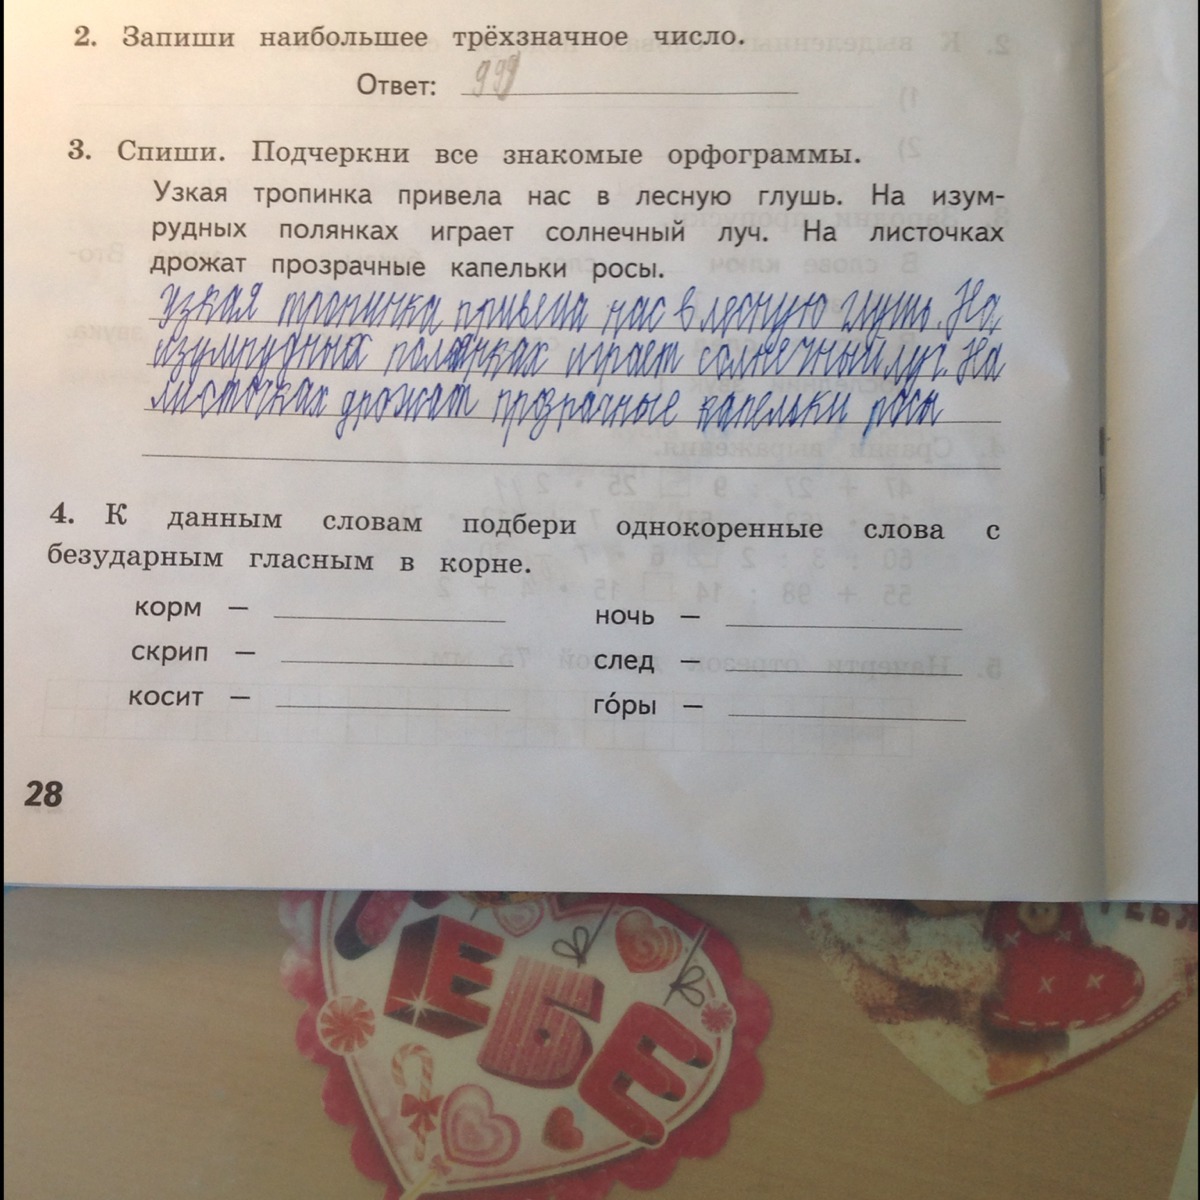 2. Запиши наибольшее трёхзначное число.
Ответ: 999
3. Спиши. Подчеркни все знакомые орфограммы.
Узкая тропинка привела нас в лесную глушь. На изум-
рудных полянках играет солнечный луч. На листочках
дрожат прозрачные капельки росы.
Узкая тропинка привела нас в лесную глушь. На
изумрудных полянках играет солнечный луч. На
листочках дрожат прозрачные капельки росы
4. К данным словам подбери однокоренные слова с
безударным гласным в корне.
корм — ночь —
скрип — след —
косит — го́ры —
28
ЕБЕ